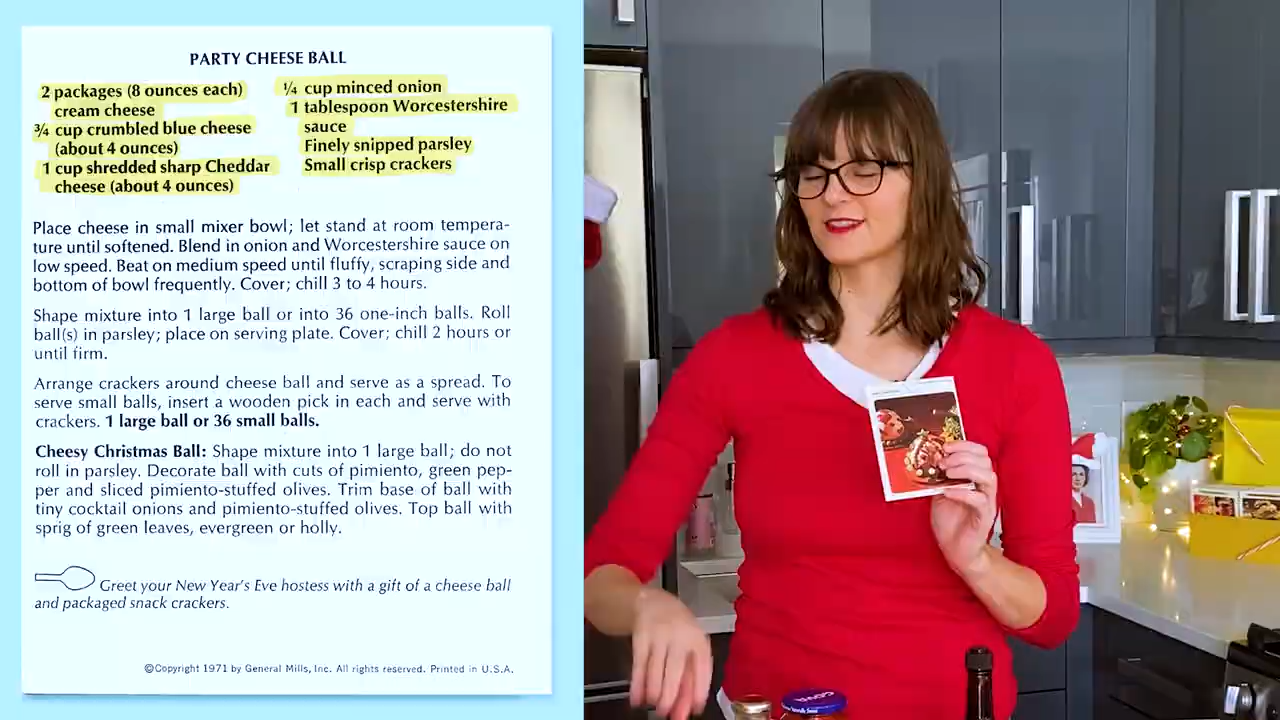 PARTY CHEESE BALL
2 packages (8 ounces each)
cream cheese
¾ cup crumbled blue cheese
(about 4 ounces)
1 cup shredded sharp Cheddar
cheese (about 4 ounces)
¼ cup minced onion
1 tablespoon Worcestershire
sauce
Finely snipped parsley
Small crisp crackers
Place cheese in small mixer bowl; let stand at room tempera-
ture until softened. Blend in onion and Worcestershire sauce on
low speed. Beat on medium speed until fluffy, scraping side and
bottom of bowl frequently. Cover; chill 3 to 4 hours.
Shape mixture into 1 large ball or into 36 one-inch balls. Roll
ball(s) in parsley; place on serving plate. Cover; chill 2 hours or
until firm.
Arrange crackers around cheese ball and serve as a spread. To
serve small balls, insert a wooden pick in each and serve with
crackers. 1 large ball or 36 small balls.
Cheesy Christmas Ball: Shape mixture into 1 large ball; do not
roll in parsley. Decorate ball with cuts of pimiento, green pep-
per and sliced pimiento-stuffed olives. Trim base of ball with
tiny cocktail onions and pimiento-stuffed olives. Top ball with
sprig of green leaves, evergreen or holly.
Greet your New Year's Eve hostess with a gift of a cheese ball
and packaged snack crackers.
©Copyright 1971 by General Mills, Inc. All rights reserved. Printed in U.S.A.